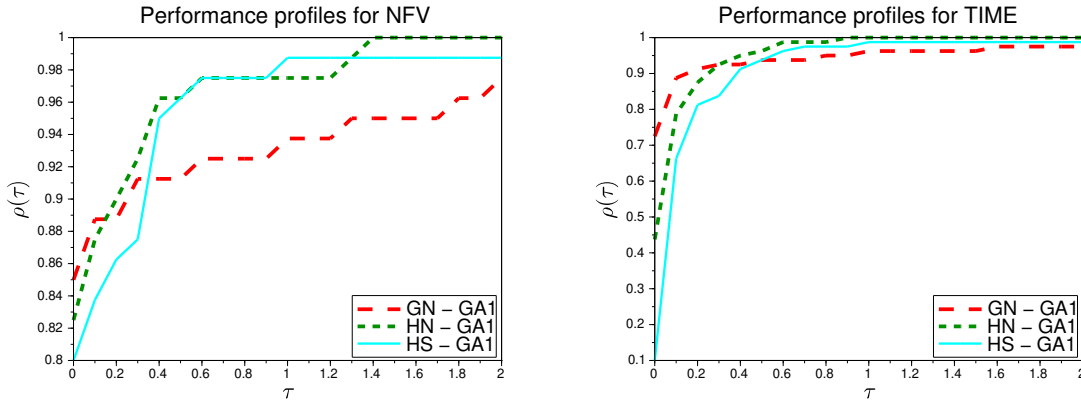 Performance profiles for NFV
1
0.98
0.96
0.94
0.92
0.9
0.88
0.86
0.84
0.82
0.8
ρ(τ)
GN – GA1
HN – GA1
HS – GA1
0 0.2 0.4 0.6 0.8 1 1.2 1.4 1.6 1.8 2
τ
Performance profiles for TIME
1
0.9
0.8
0.7
0.6
0.5
0.4
0.3
0.2
0.1
ρ(τ)
GN – GA1
HN – GA1
HS – GA1
0 0.2 0.4 0.6 0.8 1 1.2 1.4 1.6 1.8 2
τ